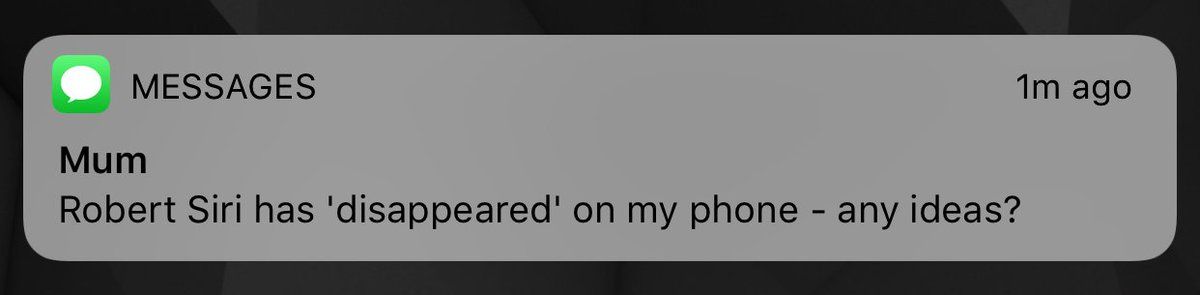 MESSAGES
1m ago
Mum
Robert Siri has 'disappeared' on my phone - any ideas?